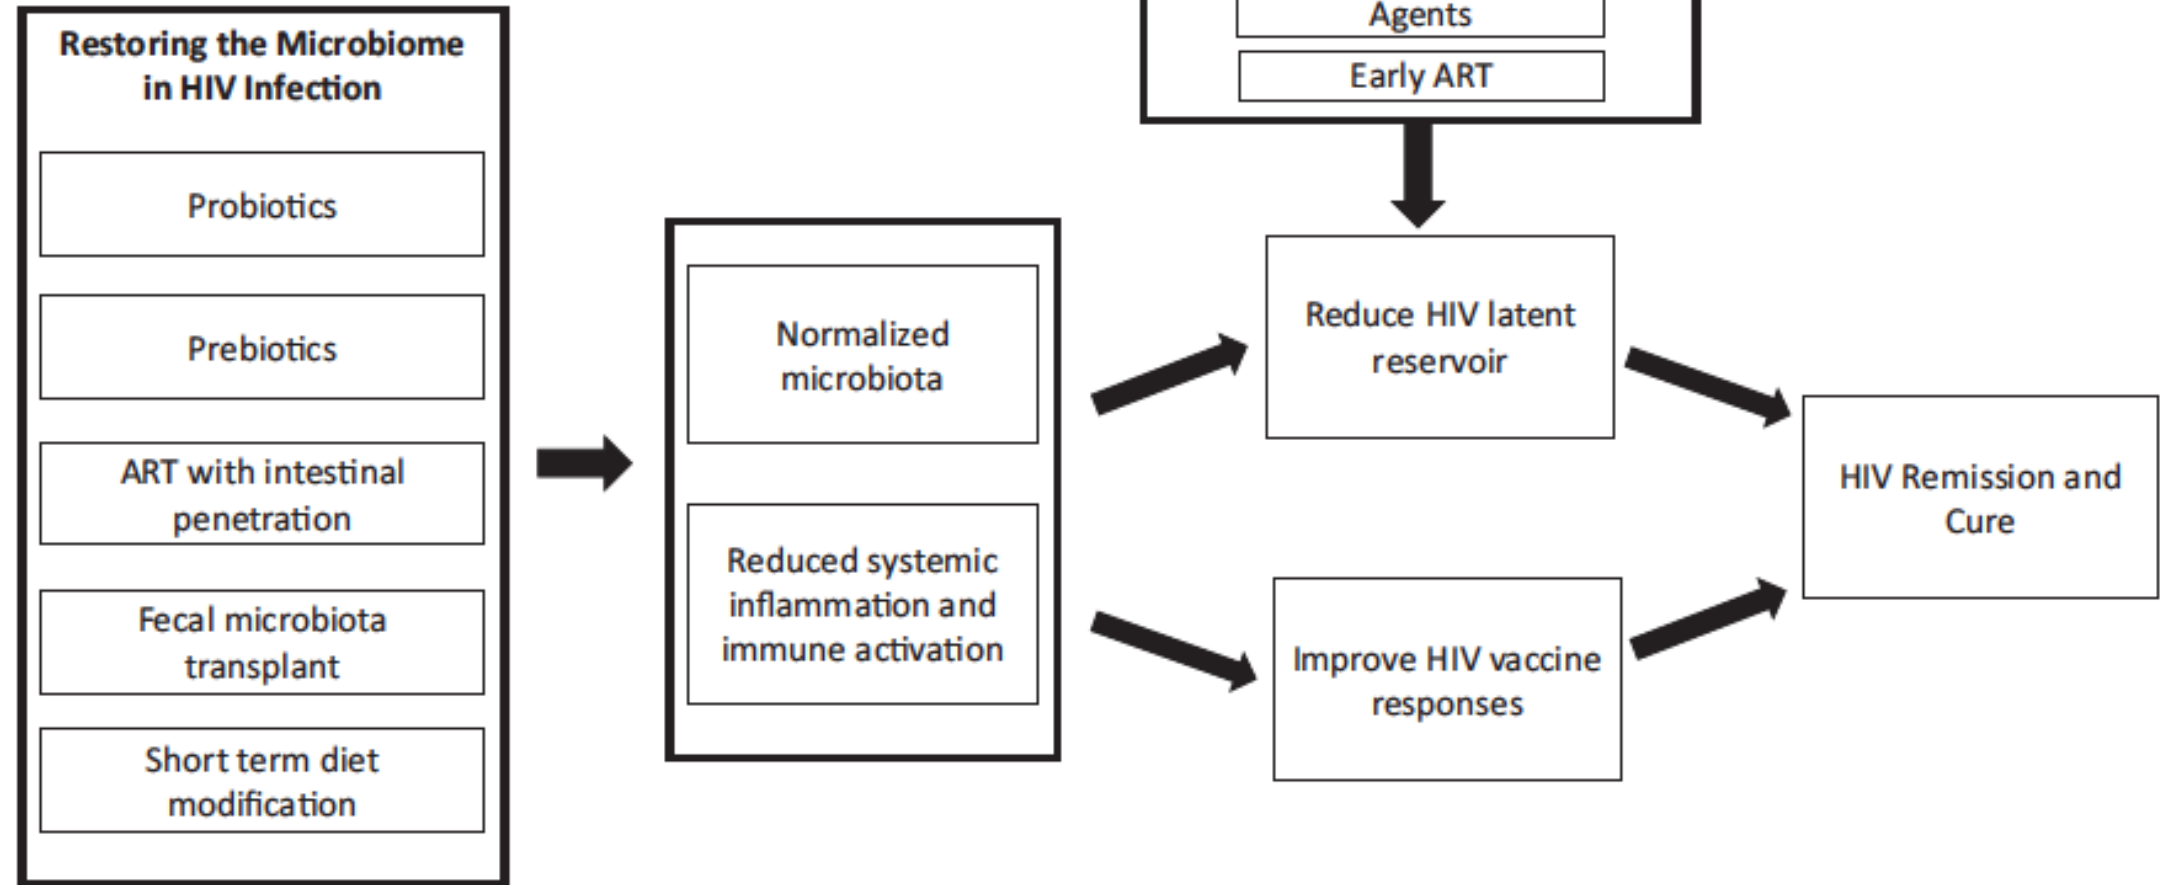 Restoring the Microbiome
in HIV Infection
Probiotics
Prebiotics
ART with intestinal
penetration
Fecal microbiota
transplant
Short term diet
modification
Normalized
microbiota
Reduced systemic
inflammation and
immune activation
Agents
Early ART
Reduce HIV latent
reservoir
Improve HIV vaccine
responses
HIV Remission and
Cure